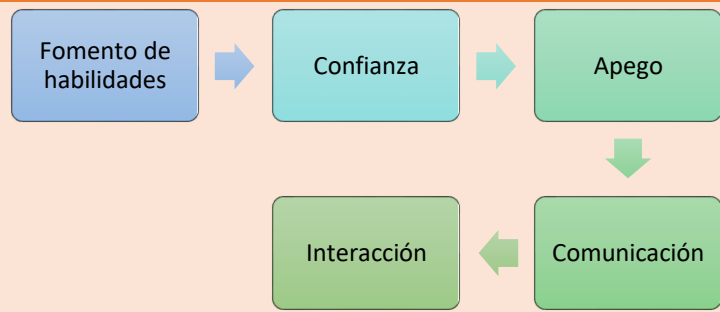 Fomento de
habilidades
Confianza
Apego
Comunicación
Interacción